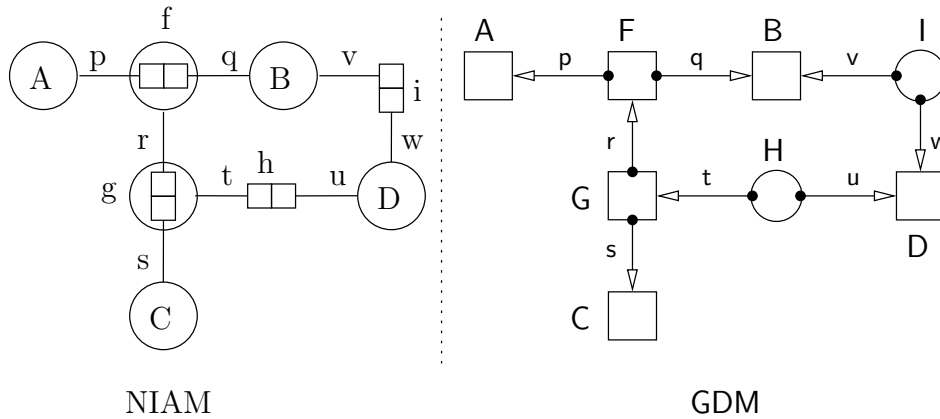 f
A p q B v
i
r w
g t h u D
s
C
NIAM
A F B I
p q v
r H w
G t u
s D
C
GDM